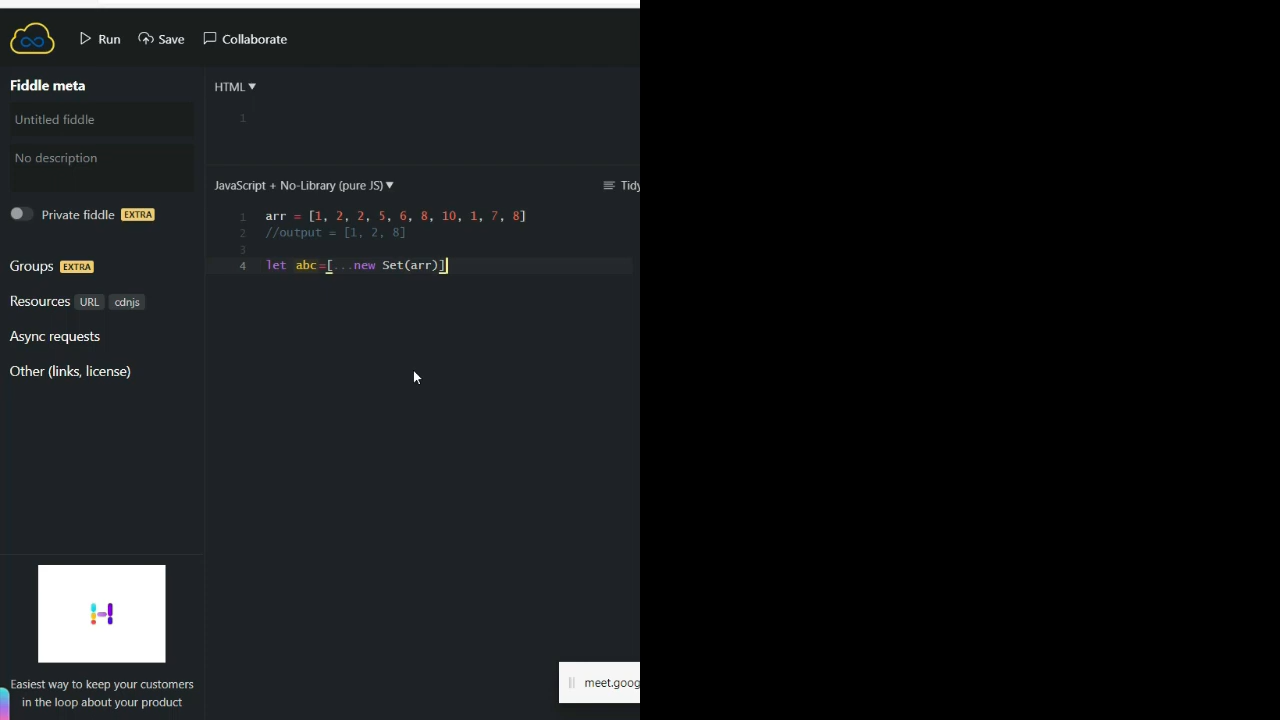 Run Save Collaborate
Fiddle meta
Untitled fiddle
No description
Private fiddle EXTRA
Groups EXTRA
Resources URL cdnjs
Async requests
Other (links, license)
Easiest way to keep your customers
in the loop about your product
HTML ▼
1
JavaScript + No-Library (pure JS) ▼
Tidy
1 arr = [1, 2, 2, 5, 6, 8, 10, 1, 7, 8]
2 //output = [1, 2, 8]
3
4 let abc=[...new Set(arr)]
meet.goog